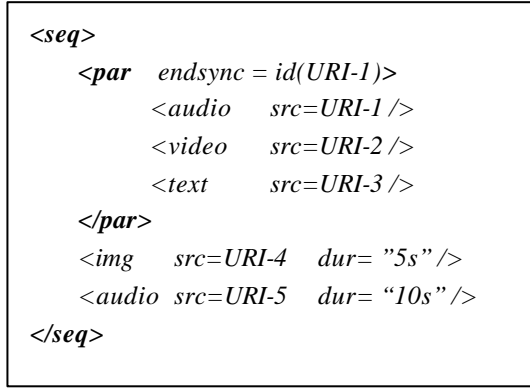 <seq>
<par endsync = id(URI-1)>
<audio src=URI-1 />
<video src=URI-2 />
<text src=URI-3 />
</par>
<img src=URI-4 dur= ”5s” />
<audio src=URI-5 dur= “10s” />
</seq>